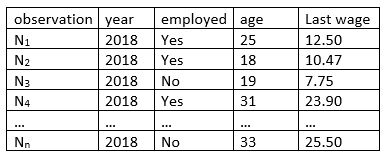 observation year employed age Last wage
N₁ 2018 Yes 25 12.50
N₂ 2018 Yes 18 10.47
N₃ 2018 No 19 7.75
N₄ 2018 Yes 31 23.90
... ... ... ... ...
Nₙ 2018 No 33 25.50